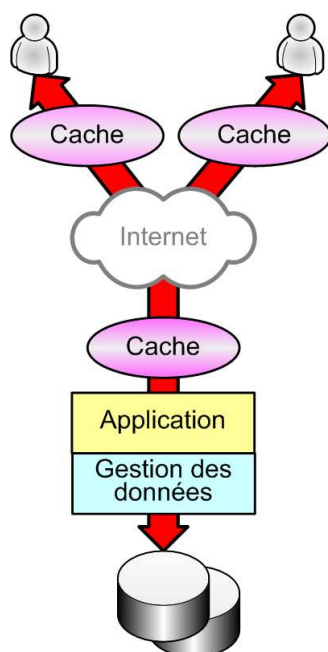 Cache
Cache
Internet
Cache
Application
Gestion des
données